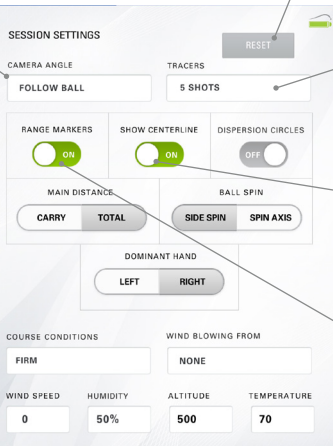 SESSION SETTINGS
RESET
CAMERA ANGLE TRACERS
FOLLOW BALL 5 SHOTS
RANGE MARKERS SHOW CENTERLINE DISPERSION CIRCLES
ON ON OFF
MAIN DISTANCE BALL SPIN
CARRY TOTAL SIDE SPIN SPIN AXIS
DOMINANT HAND
LEFT RIGHT
COURSE CONDITIONS WIND BLOWING FROM
FIRM NONE
WIND SPEED HUMIDITY ALTITUDE TEMPERATURE
0 50% 500 70